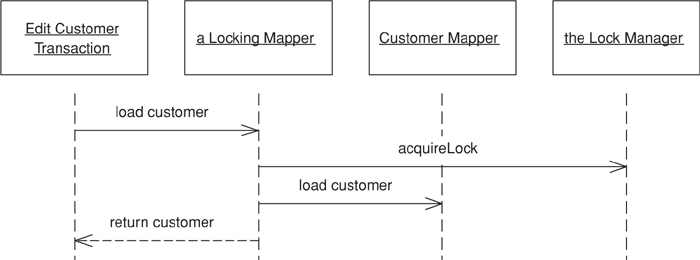 Edit Customer
Transaction
a Locking Mapper
Customer Mapper
the Lock Manager
load customer
acquireLock
load customer
return customer